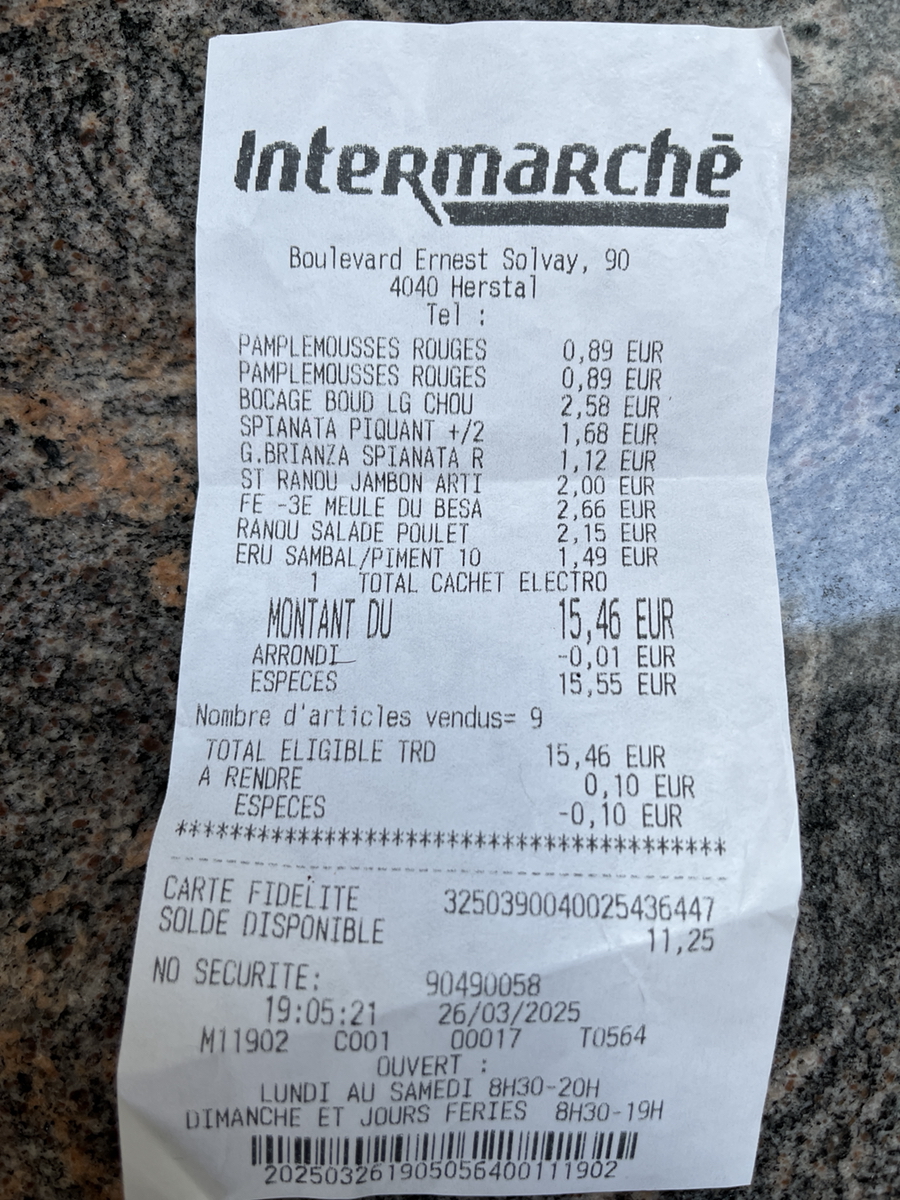 Intermarchē
Boulevard Ernest Solvay, 90
4040 Herstal
Tel :
PAMPLEMOUSSES ROUGES 0,89 EUR
PAMPLEMOUSSES ROUGES 0,89 EUR
BOCAGE BOUD LG CHOU 2,58 EUR
SPIANATA PIQUANT +/2 1,68 EUR
G.BRIANZA SPIANATA R 1,12 EUR
ST RANOU JAMBON ARTI 2,00 EUR
FE -3E MEULE DU BESA 2,66 EUR
RANOU SALADE POULET 2,15 EUR
ERU SAMBAL/PIMENT 10 1,49 EUR
1 TOTAL CACHET ELECTRO
MONTANT DU 15,46 EUR
ARRONDI -0,01 EUR
ESPECES 15,55 EUR
Nombre d'articles vendus= 9
TOTAL ELIGIBLE TRD 15,46 EUR
A RENDRE 0,10 EUR
ESPECES -0,10 EUR
*****************************************
CARTE FIDELITE 3250390040025436447
SOLDE DISPONIBLE 11,25
NO SECURITE: 90490058
19:05:21 26/03/2025
M11902 C001 00017 T0564
OUVERT :
LUNDI AU SAMEDI 8H30-20H
DIMANCHE ET JOURS FERIES 8H30-19H
202503261905056400111902